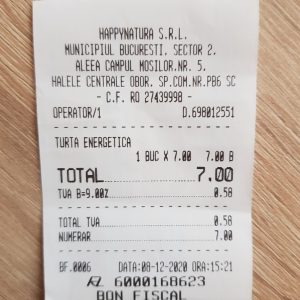 HAPPYNATURA S.R.L.
MUNICIPIUL BUCURESTI, SECTOR 2,
ALEEA CAMPUL MOSILOR,NR. 5,
HALELE CENTRALE OBOR, SP.COM.NR.PB6 SC
- C.F. RO 27439998 -
OPERATOR/1 D.698012551
TURTA ENERGETICA
1 BUC X 7.00 7.00 B
TOTAL 7.00
TUA B=9.00% 0.58
TOTAL TUA 0.58
NUMERAR 7.00
BF.0006 DATA:08-12-2020 ORA:15:21
6000168623
BON FISCAL